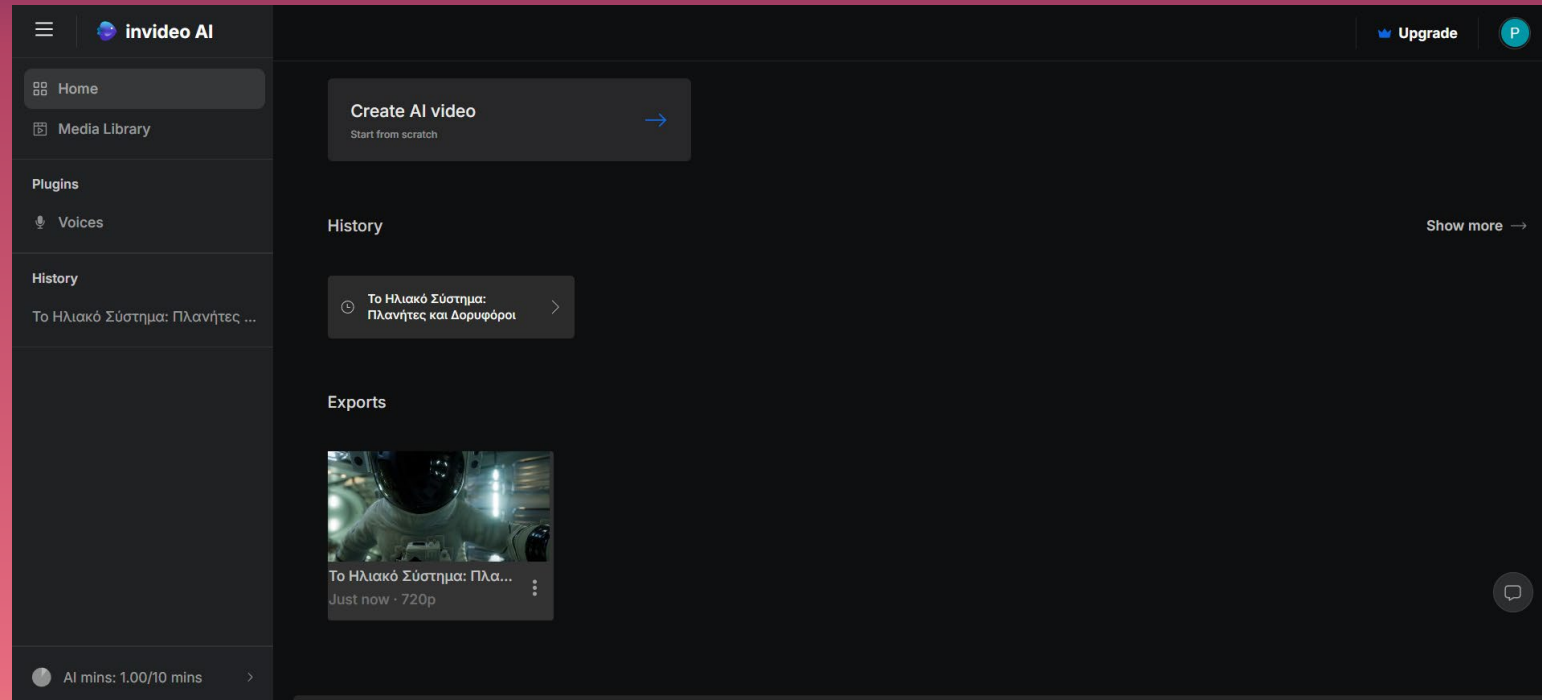 invideo AI
Upgrade
P
Home
Media Library
Plugins
Voices
History
Το Ηλιακό Σύστημα: Πλανήτες ...
AI mins: 1.00/10 mins
Create AI video
Start from scratch
History
Show more
Το Ηλιακό Σύστημα:
Πλανήτες και Δορυφόροι
Exports
Το Ηλιακό Σύστημα: Πλα...
Just now · 720p